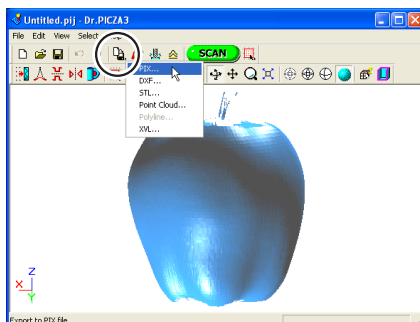 Untitled.pij - Dr.PICZA3
File Edit View Select
SCAN
PIX...
DXF...
STL...
Point Cloud...
Polyline...
XVL...
Z
X
Y
Export to PIX file